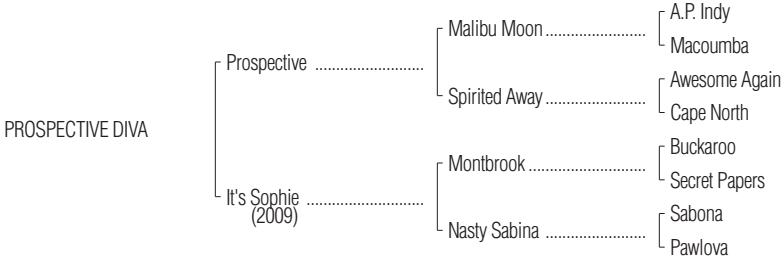 A.P. Indy
Malibu Moon
Macoumba
Prospective
Awesome Again
Spirited Away
Cape North
PROSPECTIVE DIVA
Buckaroo
Montbrook
Secret Papers
It's Sophie
(2009)
Sabona
Nasty Sabina
Pawlova